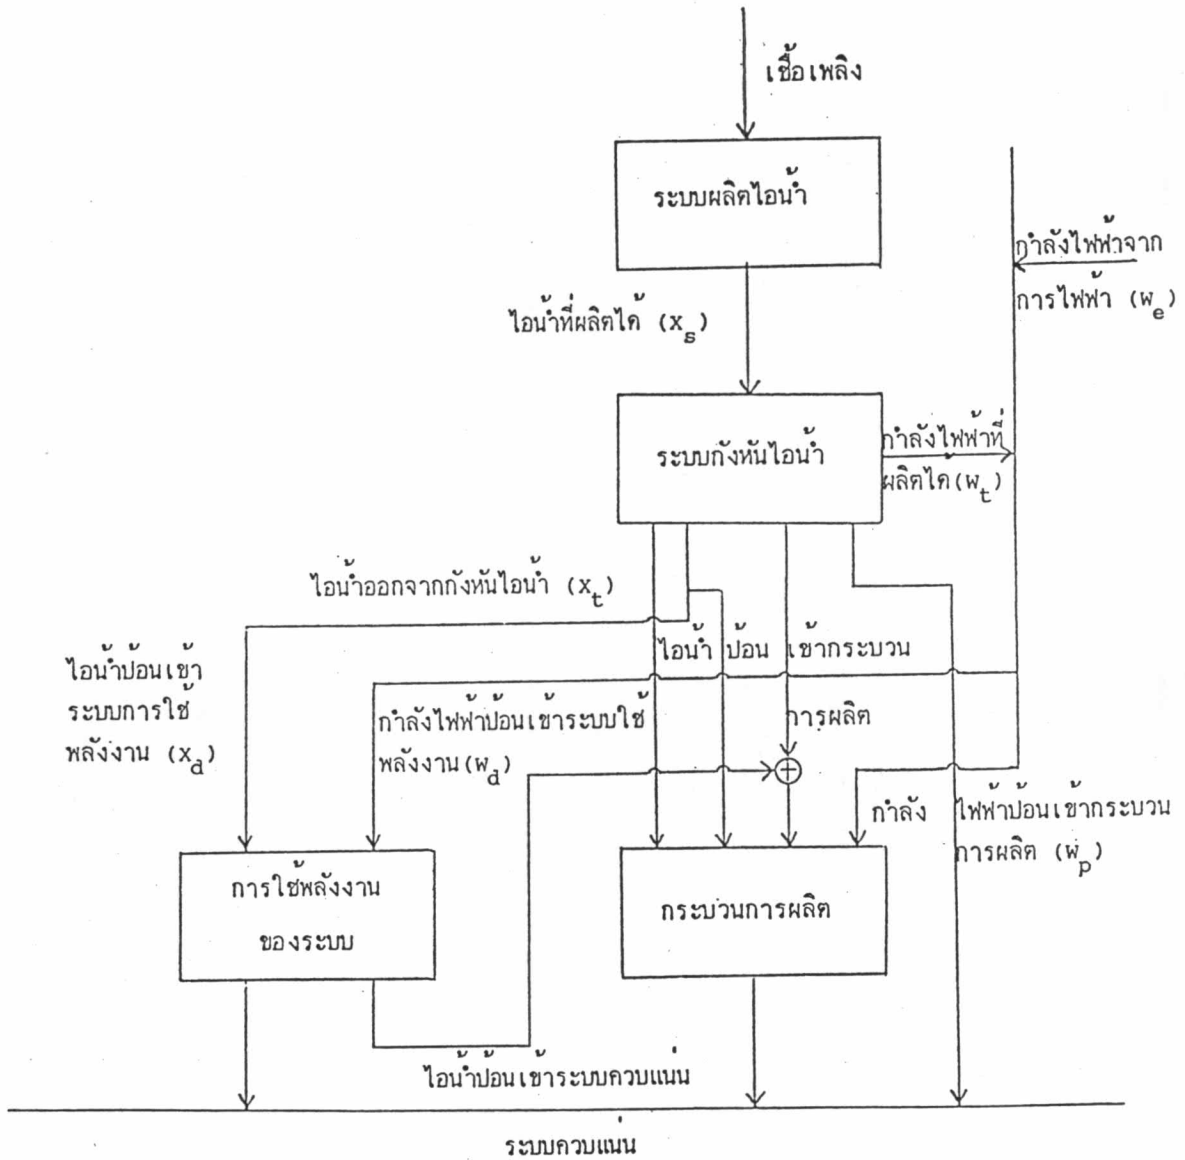 เชื้อเพลิง
ระบบผลิตไอน้ำ
กำลังไฟฟ้าจาก
การไฟฟ้า (w_e)
ไอน้ำที่ผลิตได้ (x_s)
ระบบกังหันไอน้ำ
กำลังไฟฟ้าที่
ผลิตได้(w_t)
ไอน้ำออกจากกังหันไอน้ำ (x_t)
ไอน้ำ ป้อน เข้ากระบวน
การผลิต
ไอน้ำป้อนเข้า
ระบบการใช้
พลังงาน (x_d)
กำลังไฟฟ้าป้อนเข้าระบบใช้
พลังงาน(w_d)
กำลัง ไฟฟ้าป้อนเข้ากระบวน
การผลิต (w_p)
การใช้พลังงาน
ของระบบ
กระบวนการผลิต
ไอน้ำป้อนเข้าระบบควบแน่น
ระบบควบแน่น